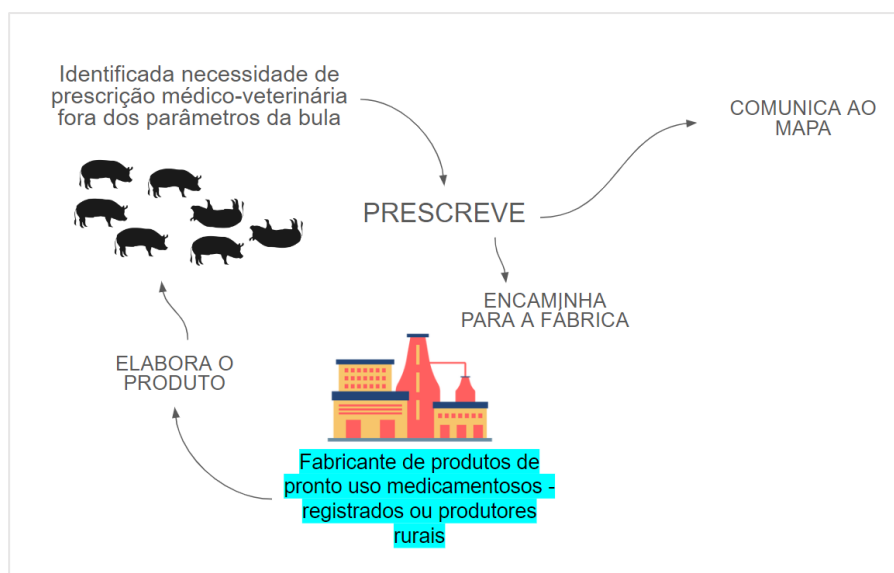 Identificada necessidade de
prescrição médico-veterinária
fora dos parâmetros da bula
COMUNICA AO
MAPA
PRESCREVE
ENCAMINHA
PARA A FÁBRICA
ELABORA O
PRODUTO
Fabricante de produtos de
pronto uso medicamentosos -
registrados ou produtores
rurais